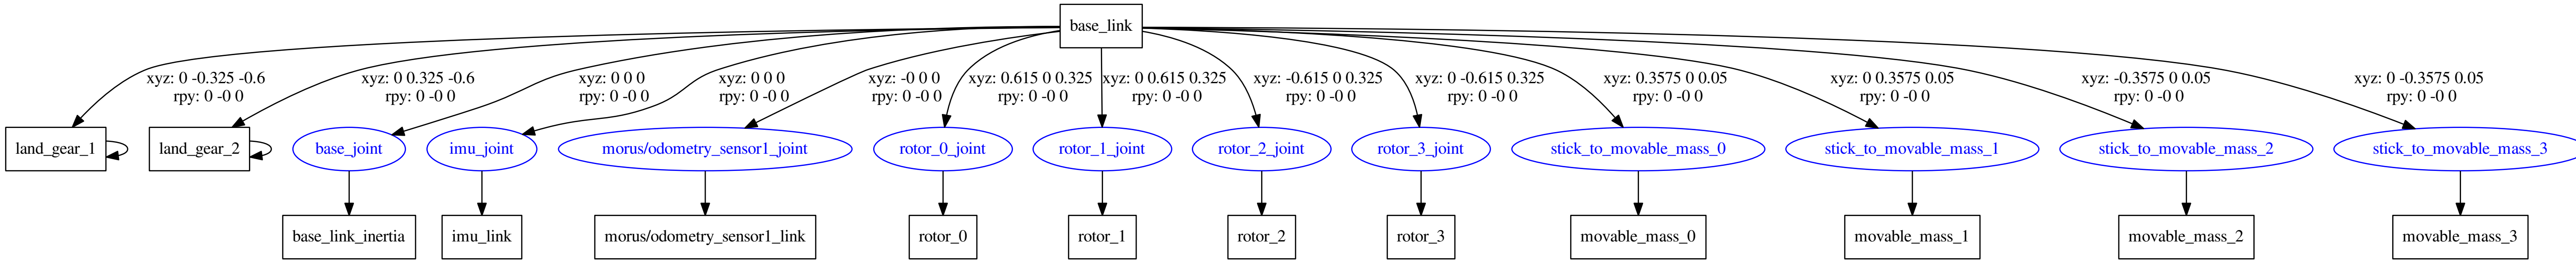 base_link
xyz: 0 -0.325 -0.6
rpy: 0 -0 0
xyz: 0 0.325 -0.6
rpy: 0 -0 0
xyz: 0 0 0
rpy: 0 -0 0
xyz: 0 0 0
rpy: 0 -0 0
xyz: -0 0 0
rpy: 0 -0 0
xyz: 0.615 0 0.325
rpy: 0 -0 0
xyz: 0 0.615 0.325
rpy: 0 -0 0
xyz: -0.615 0 0.325
rpy: 0 -0 0
xyz: 0 -0.615 0.325
rpy: 0 -0 0
xyz: 0.3575 0 0.05
rpy: 0 -0 0
xyz: 0 0.3575 0.05
rpy: 0 -0 0
xyz: -0.3575 0 0.05
rpy: 0 -0 0
xyz: 0 -0.3575 0.05
rpy: 0 -0 0
land_gear_1
land_gear_2
base_joint
imu_joint
morus/odometry_sensor1_joint
rotor_0_joint
rotor_1_joint
rotor_2_joint
rotor_3_joint
stick_to_movable_mass_0
stick_to_movable_mass_1
stick_to_movable_mass_2
stick_to_movable_mass_3
base_link_inertia
imu_link
morus/odometry_sensor1_link
rotor_0
rotor_1
rotor_2
rotor_3
movable_mass_0
movable_mass_1
movable_mass_2
movable_mass_3